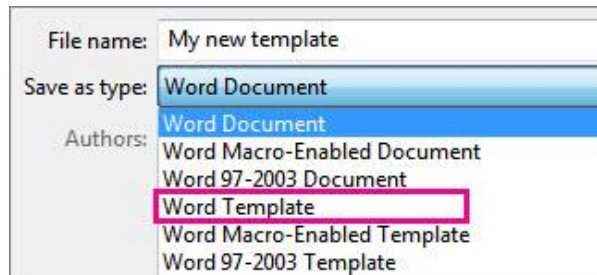 File name: My new template
Save as type: Word Document
Authors:
Word Document
Word Macro-Enabled Document
Word 97-2003 Document
Word Template
Word Macro-Enabled Template
Word 97-2003 Template